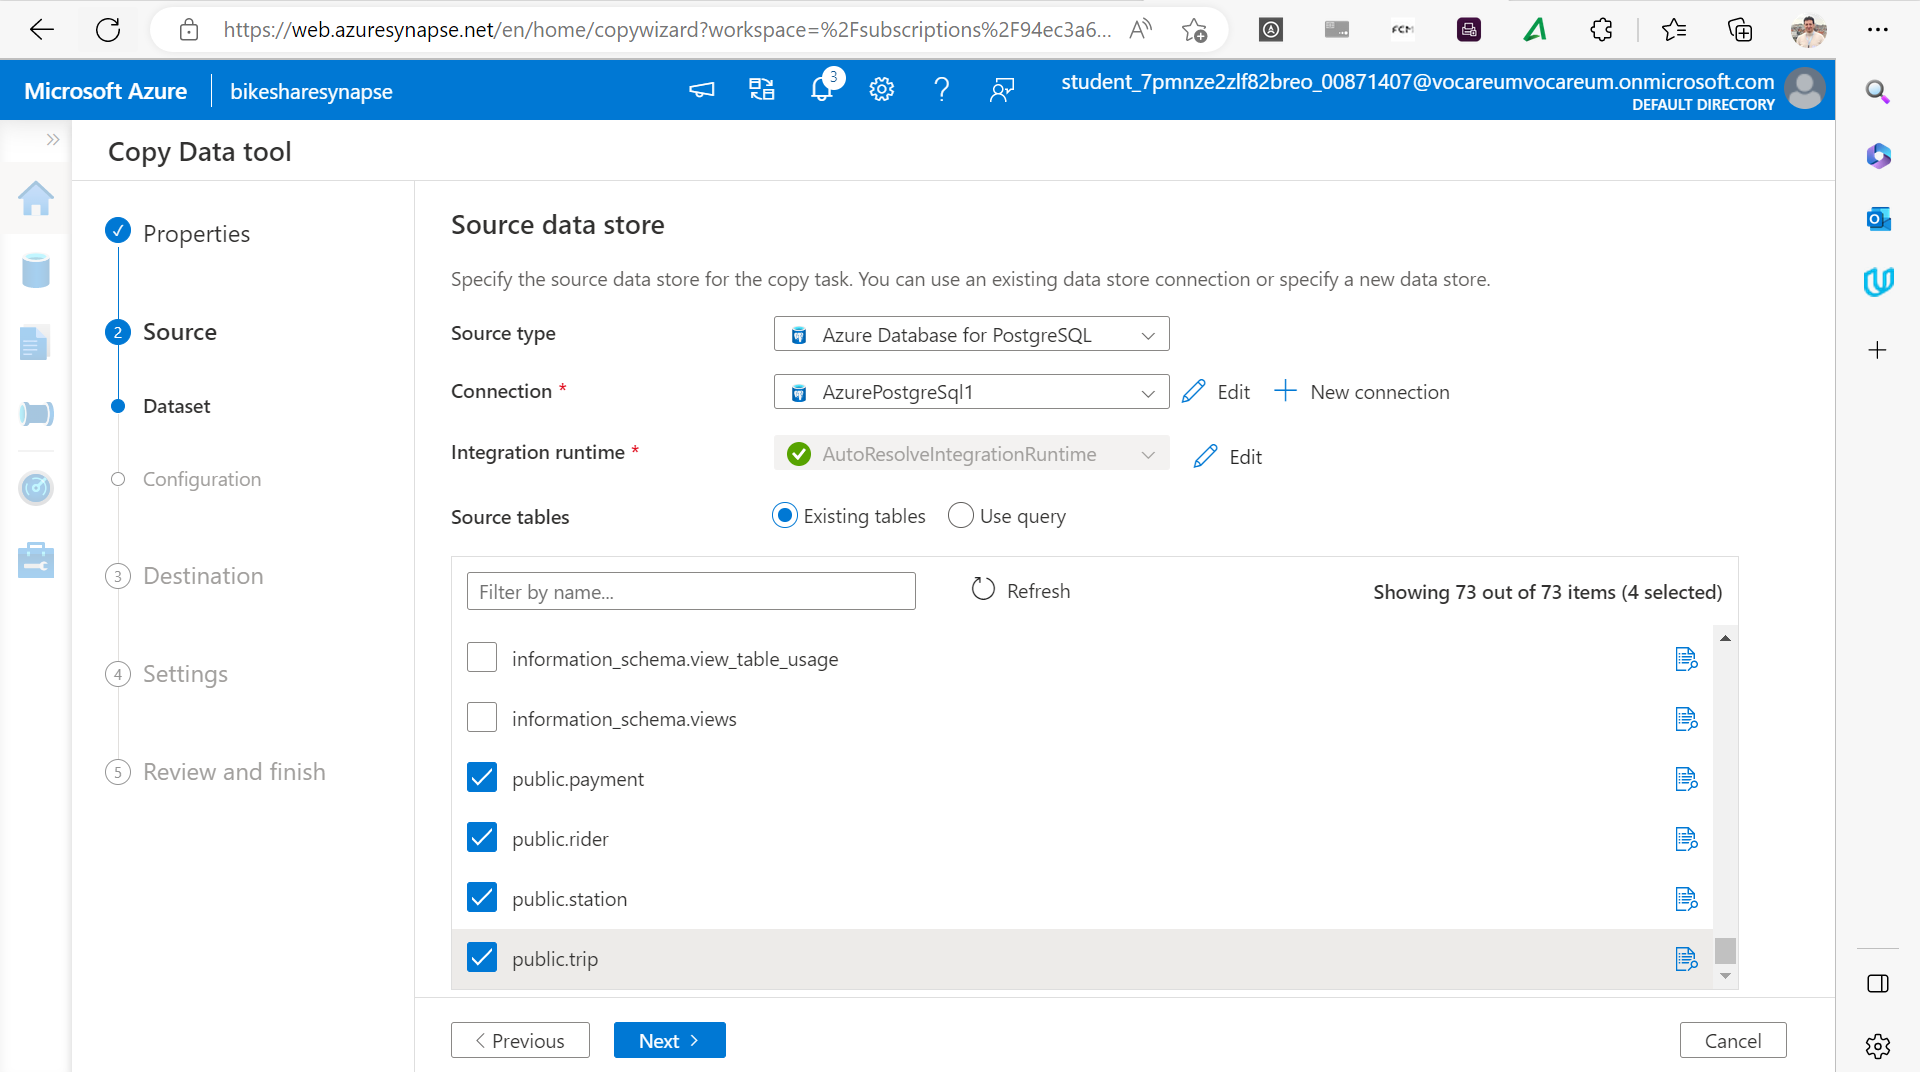 https://web.azuresynapse.net/en/home/copywizard?workspace=%2Fsubscriptions%2F94ec3a6...
FCM
Microsoft Azure
bikesharesynapse
3
student_7pmnze2zlf82breo_00871407@vocareumvocareum.onmicrosoft.com
DEFAULT DIRECTORY
Copy Data tool
Properties
2 Source
Dataset
Configuration
3 Destination
4 Settings
5 Review and finish
Source data store
Specify the source data store for the copy task. You can use an existing data store connection or specify a new data store.
Source type
Azure Database for PostgreSQL
Connection *
AzurePostgreSql1
Edit
New connection
Integration runtime *
AutoResolveIntegrationRuntime
Edit
Source tables
Existing tables
Use query
Filter by name...
Refresh
Showing 73 out of 73 items (4 selected)
information_schema.view_table_usage
information_schema.views
public.payment
public.rider
public.station
public.trip
Previous
Next
Cancel